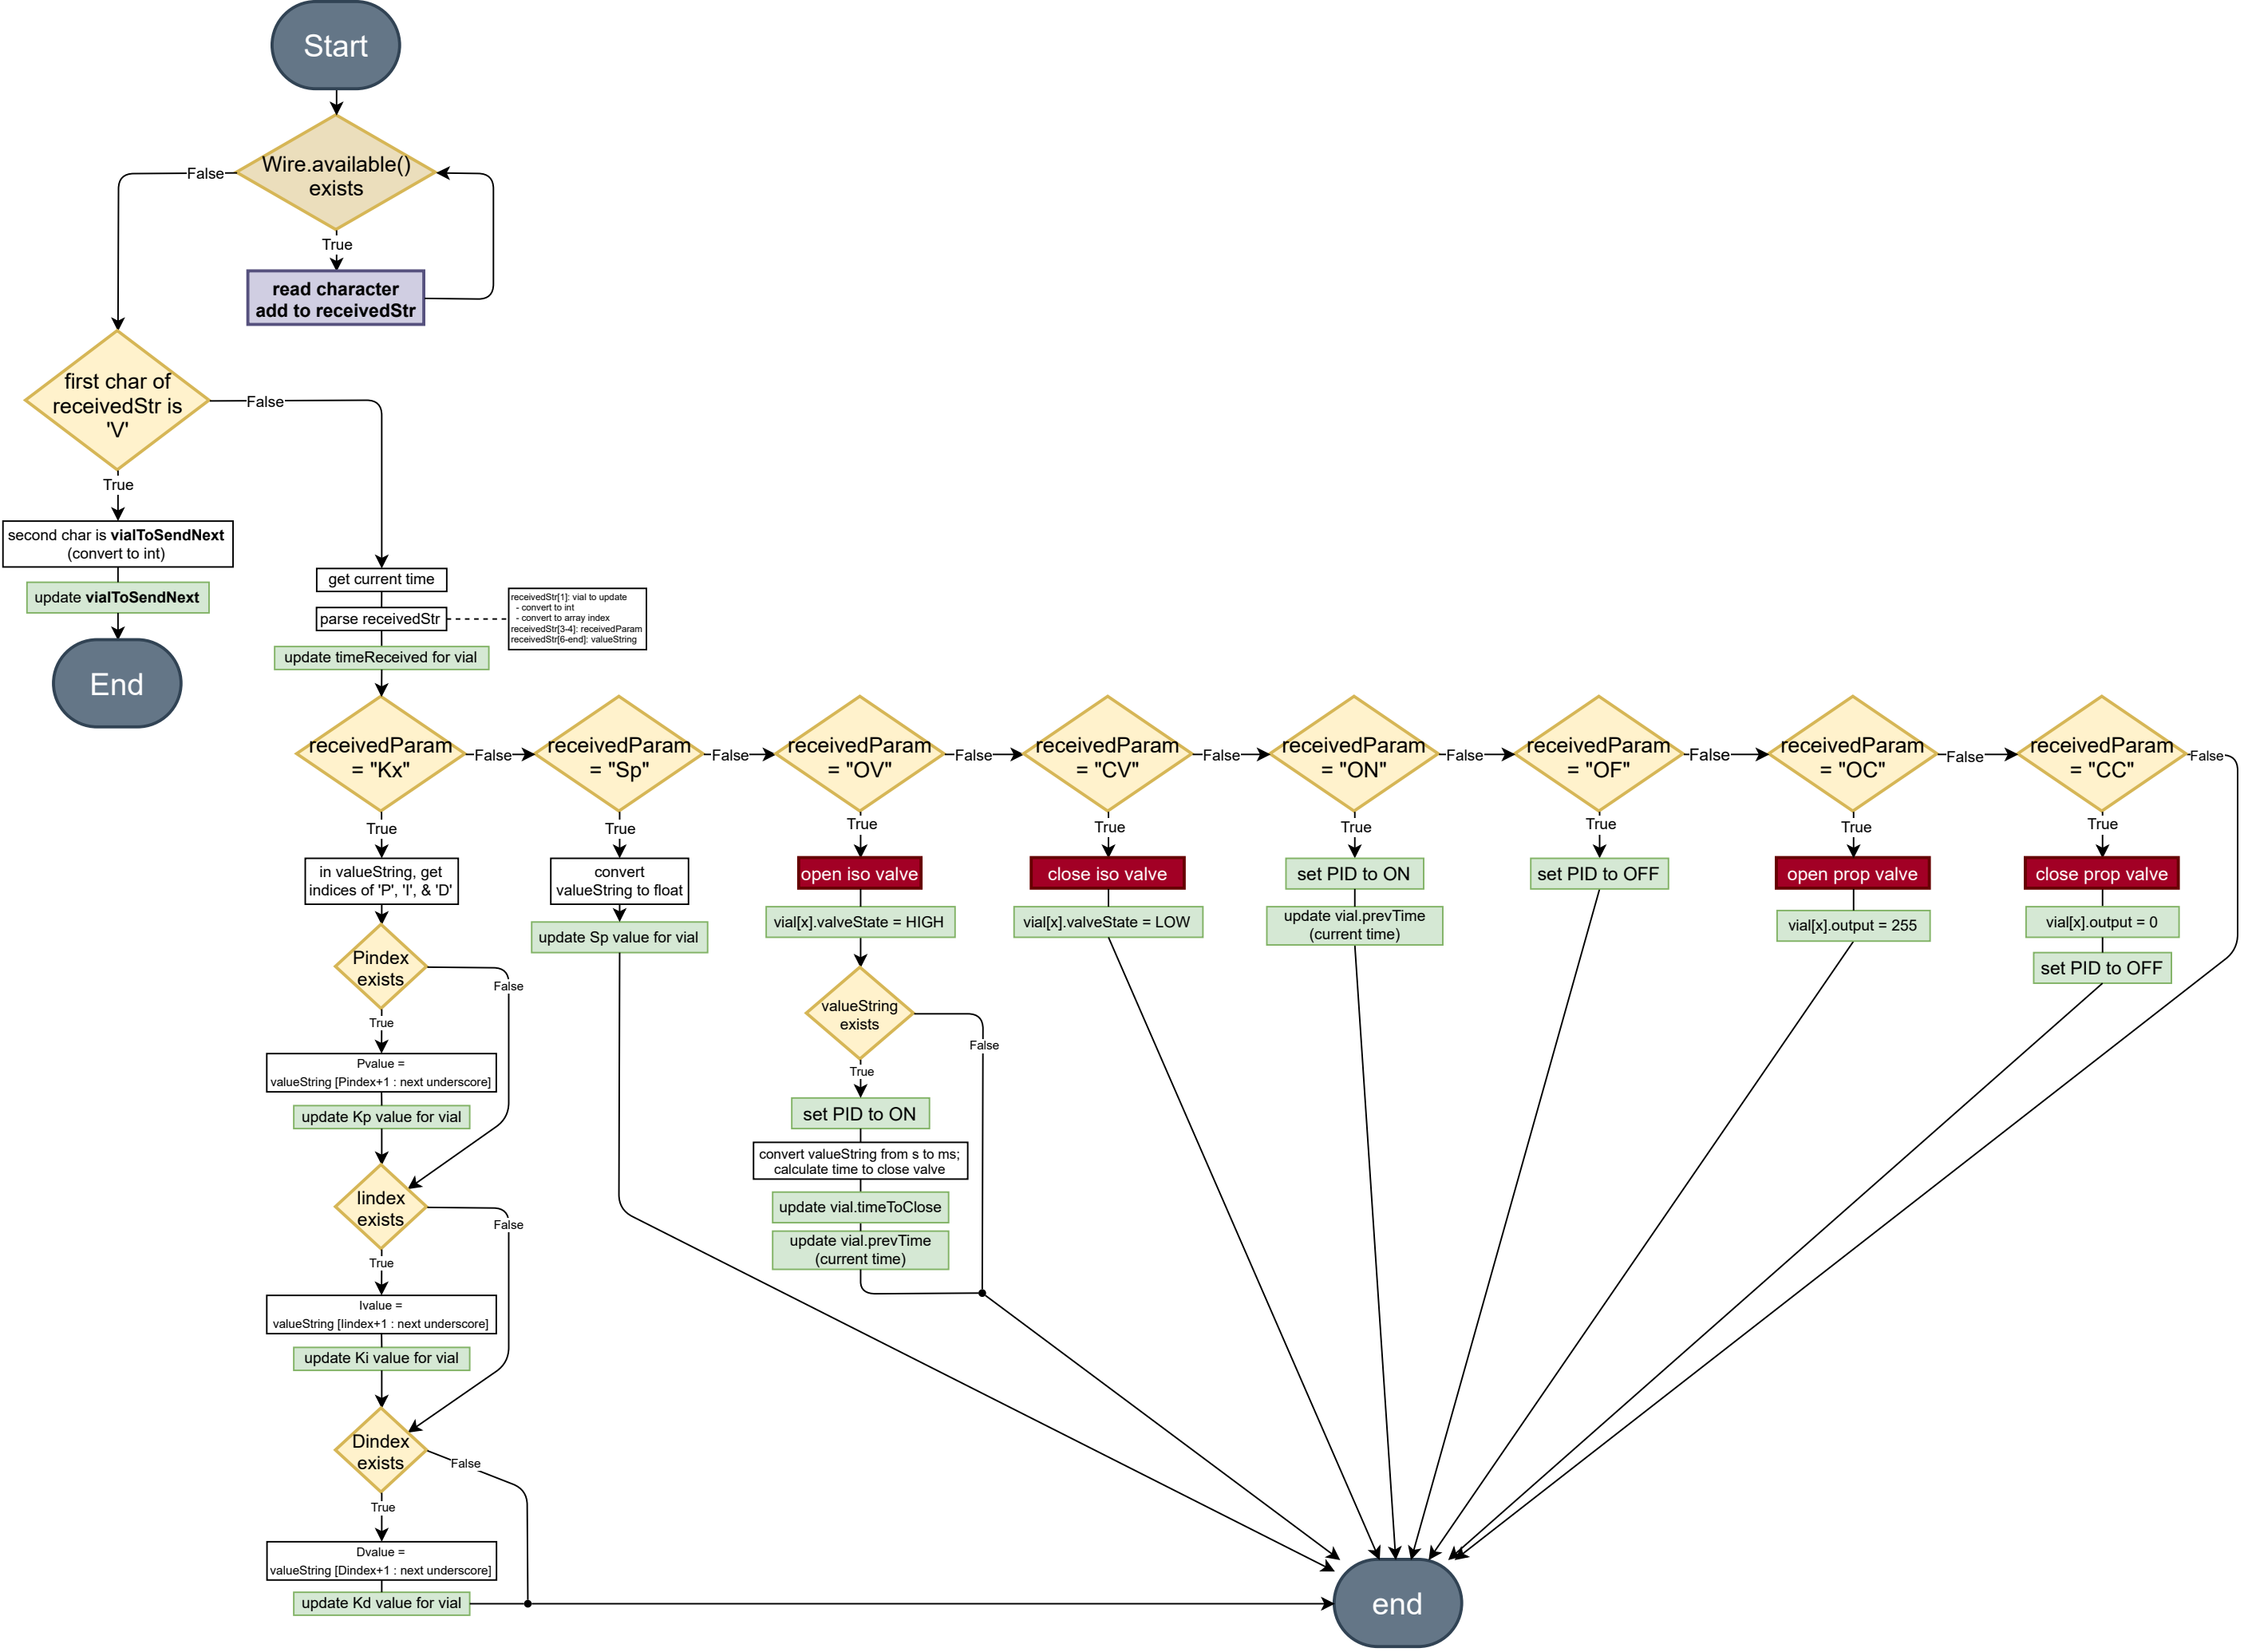 Start
Wire.available()
exists
False
True
read character
add to receivedStr
first char of
receivedStr is
'V'
False
True
second char is vialToSendNext
(convert to int)
update vialToSendNext
End
get current time
parse receivedStr
receivedStr[1]: vial to update
- convert to int
- convert to array index
receivedStr[3-4]: receivedParam
receivedStr[6-end]: valueString
update timeReceived for vial
receivedParam
= "Kx"
False
receivedParam
= "Sp"
False
receivedParam
= "OV"
False
receivedParam
= "CV"
False
receivedParam
= "ON"
False
receivedParam
= "OF"
False
receivedParam
= "OC"
False
receivedParam
= "CC"
False
True
in valueString, get
indices of 'P', 'I', & 'D'
Pindex
exists
False
True
Pvalue =
valueString [Pindex+1 : next underscore]
update Kp value for vial
Iindex
exists
False
True
Ivalue =
valueString [Iindex+1 : next underscore]
update Ki value for vial
Dindex
exists
False
True
Dvalue =
valueString [Dindex+1 : next underscore]
update Kd value for vial
True
convert
valueString to float
update Sp value for vial
True
open iso valve
vial[x].valveState = HIGH
valueString
exists
False
True
set PID to ON
convert valueString from s to ms;
calculate time to close valve
update vial.timeToClose
update vial.prevTime
(current time)
True
close iso valve
vial[x].valveState = LOW
True
set PID to ON
update vial.prevTime
(current time)
True
set PID to OFF
True
open prop valve
vial[x].output = 255
True
close prop valve
vial[x].output = 0
set PID to OFF
end